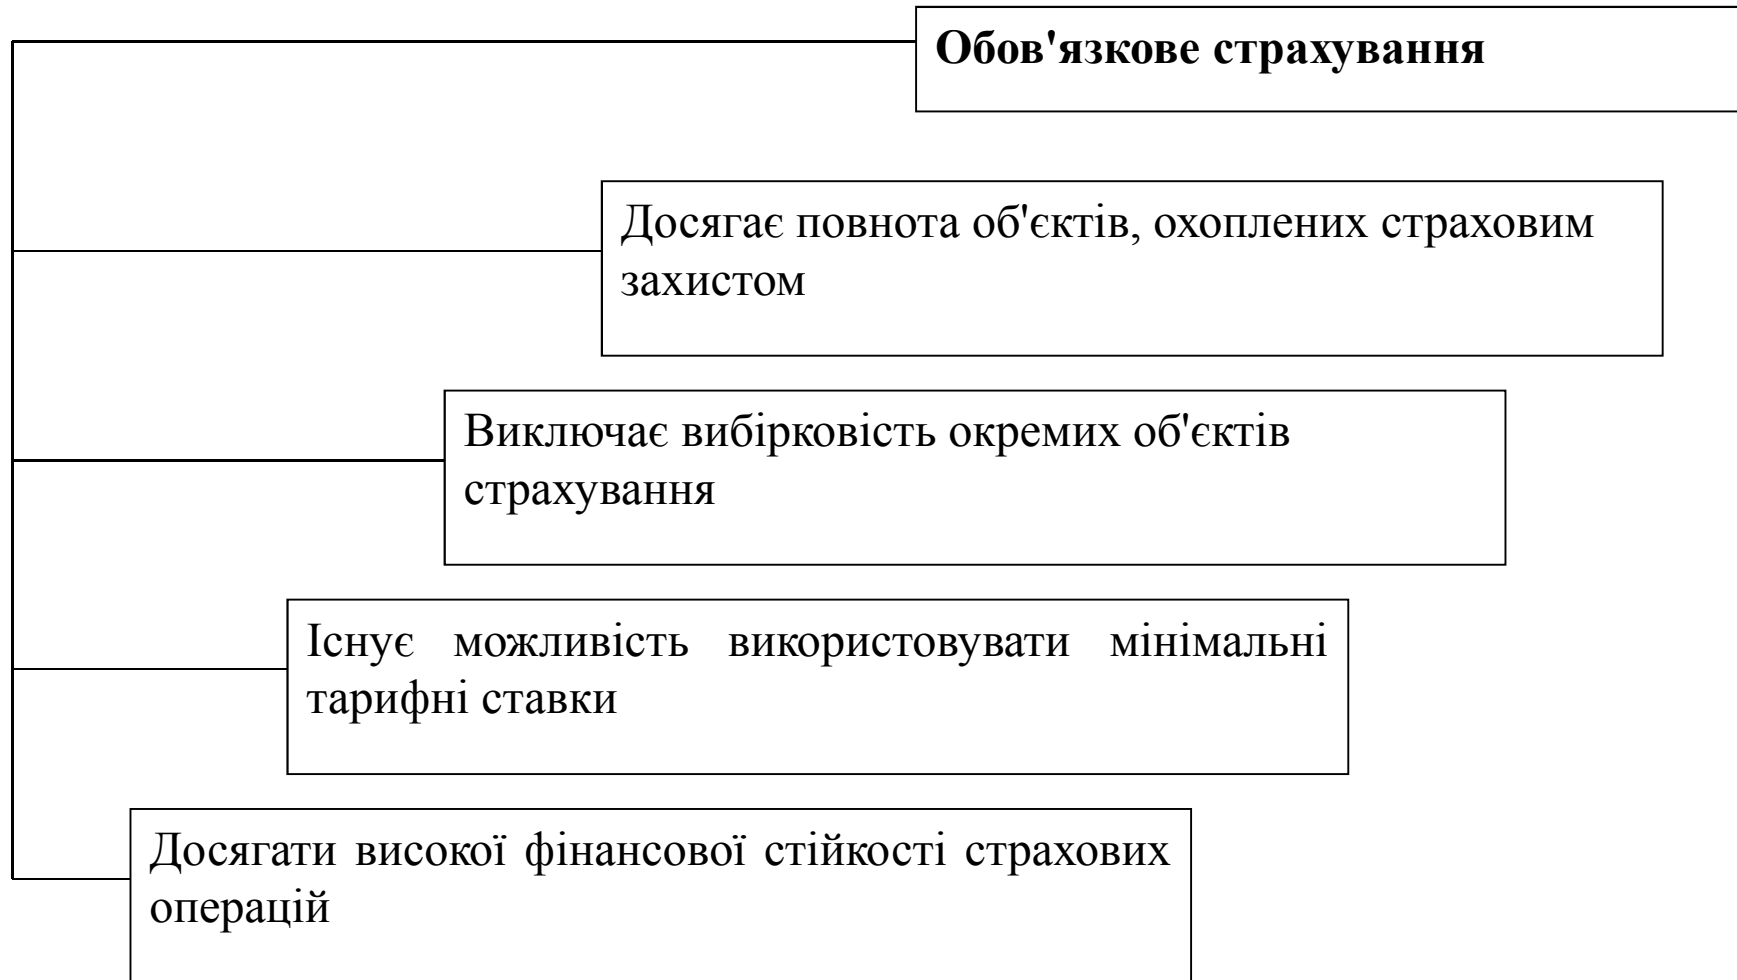 Обов'язкове страхування
Досягає повнота об'єктів, охоплених страховим
захистом
Виключає вибірковість окремих об'єктів
страхування
Існує можливість використовувати мінімальні
тарифні ставки
Досягати високої фінансової стійкості страхових
операцій